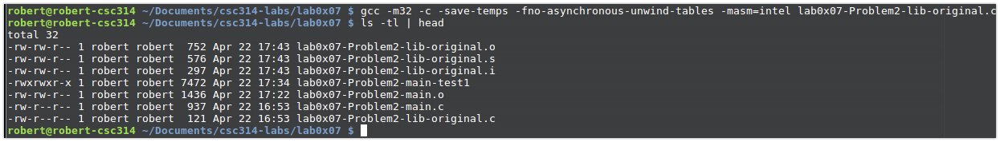 robert@robert-csc314 ~/Documents/csc314-labs/lab0x07 $ gcc -m32 -c -save-temps -fno-asynchronous-unwind-tables -masm=intel lab0x07-Problem2-lib-original.c
robert@robert-csc314 ~/Documents/csc314-labs/lab0x07 $ ls -tl | head
total 32
-rw-rw-r-- 1 robert robert  752 Apr 22 17:43 lab0x07-Problem2-lib-original.o
-rw-rw-r-- 1 robert robert  576 Apr 22 17:43 lab0x07-Problem2-lib-original.s
-rw-rw-r-- 1 robert robert  297 Apr 22 17:43 lab0x07-Problem2-lib-original.i
-rwxrwxr-x 1 robert robert 7472 Apr 22 17:34 lab0x07-Problem2-main-test1
-rw-rw-r-- 1 robert robert 1436 Apr 22 17:22 lab0x07-Problem2-main.o
-rw-r--r-- 1 robert robert  937 Apr 22 16:53 lab0x07-Problem2-main.c
-rw-r--r-- 1 robert robert  121 Apr 22 16:53 lab0x07-Problem2-lib-original.c
robert@robert-csc314 ~/Documents/csc314-labs/lab0x07 $